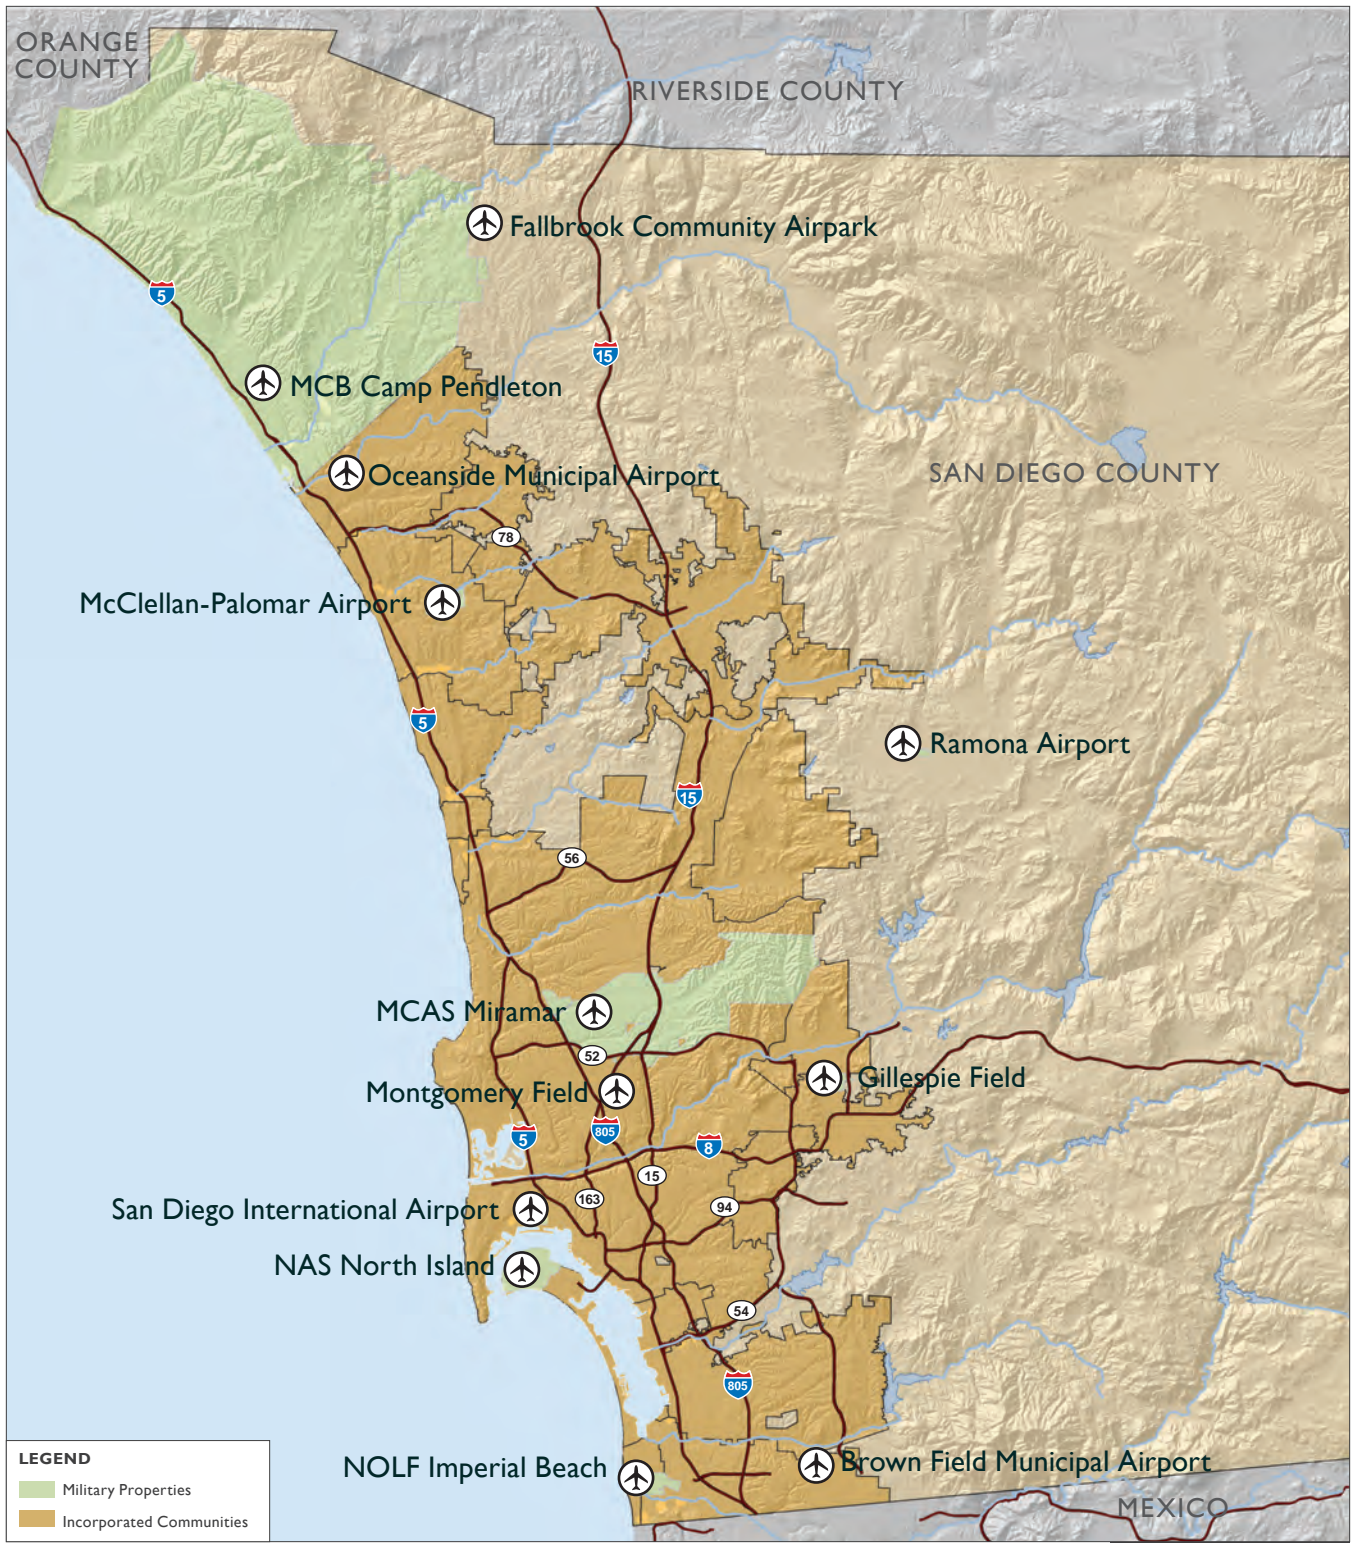 ORANGE
COUNTY
RIVERSIDE COUNTY
Fallbrook Community Airpark
5
15
MCB Camp Pendleton
SAN DIEGO COUNTY
Oceanside Municipal Airport
78
McClellan-Palomar Airport
5
Ramona Airport
15
56
MCAS Miramar
52
Gillespie Field
Montgomery Field
5
805
8
15
163
94
San Diego International Airport
NAS North Island
54
805
LEGEND
Military Properties
Incorporated Communities
NOLF Imperial Beach
Brown Field Municipal Airport
MEXICO